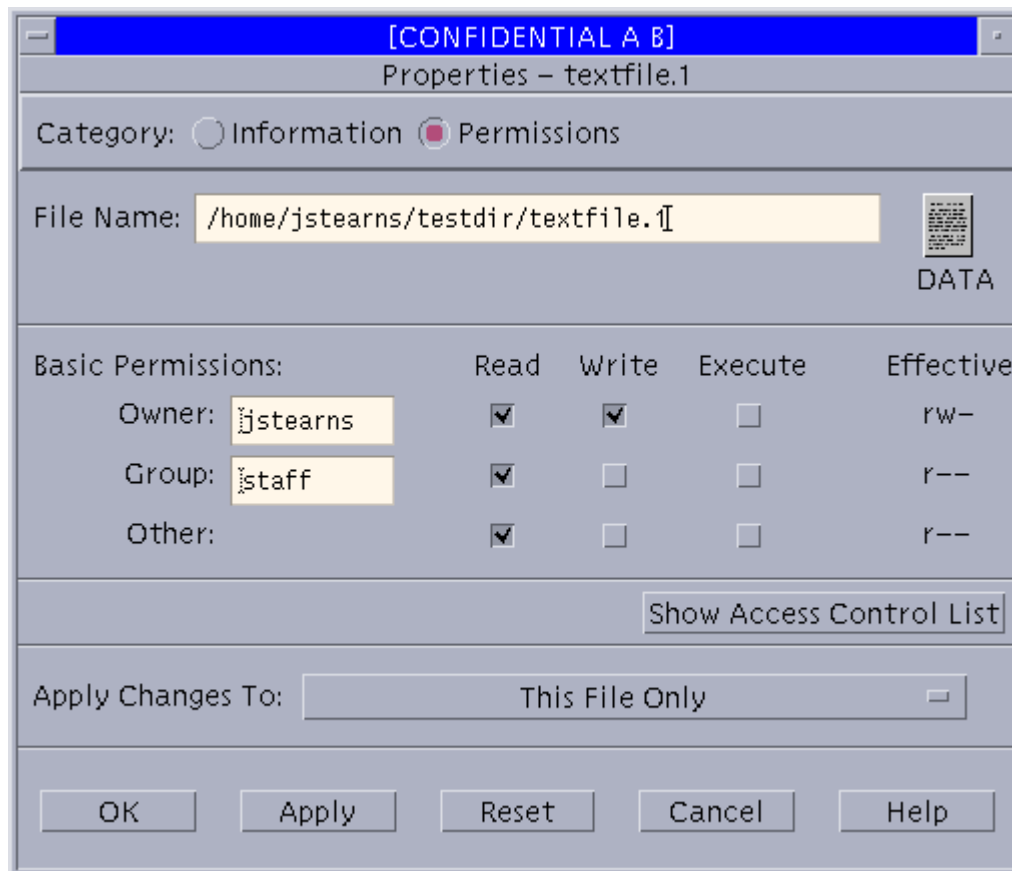 [CONFIDENTIAL A B]
Properties – textfile.1
Category: Information Permissions
File Name: /home/jstearns/testdir/textfile.1
DATA
Basic Permissions: Read Write Execute Effective
Owner: jstearns rw-
Group: staff r--
Other: r--
Show Access Control List
Apply Changes To: This File Only
OK Apply Reset Cancel Help